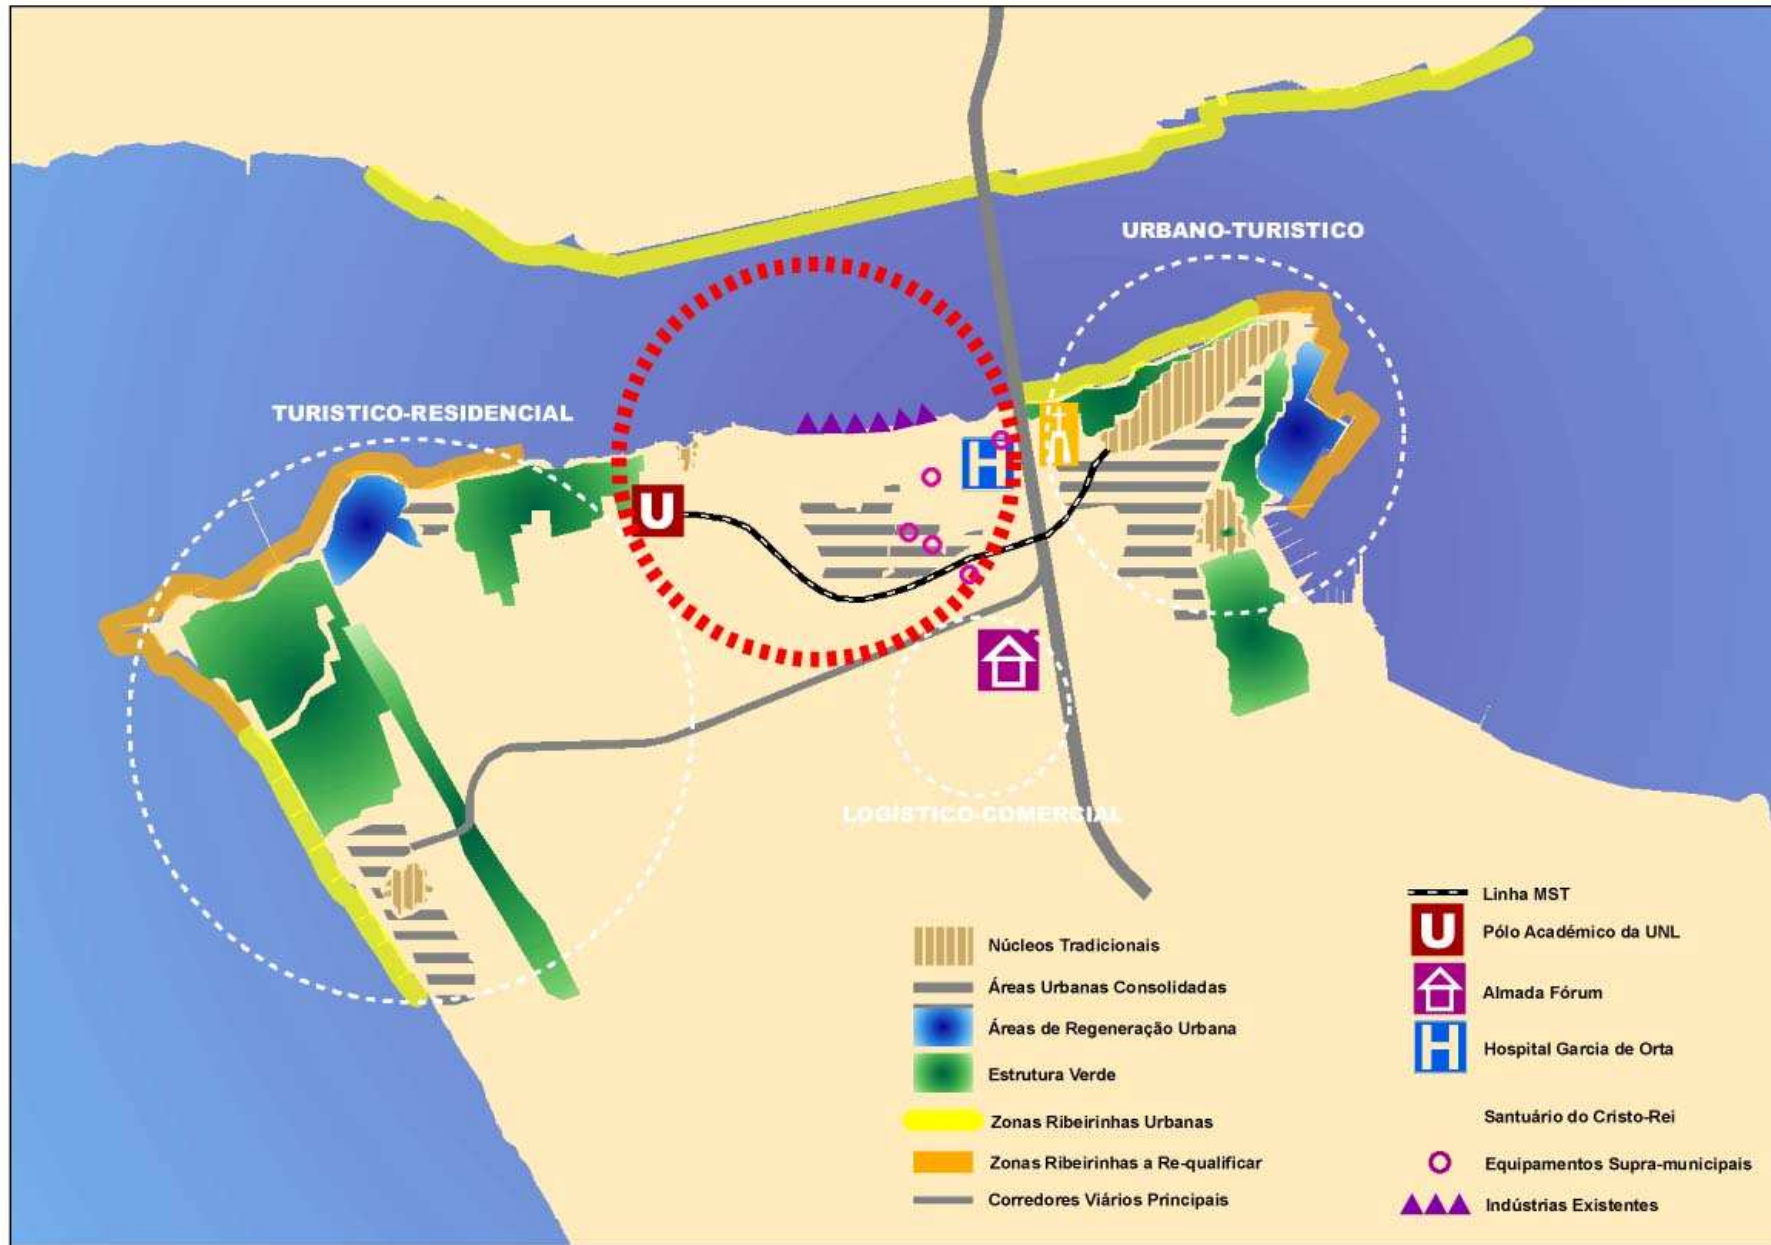 URBANO-TURISTICO
TURISTICO-RESIDENCIAL
H
U
LOGISTICO-COMERCIAL
Núcleos Tradicionais
Áreas Urbanas Consolidadas
Áreas de Regeneração Urbana
Estrutura Verde
Zonas Ribeirinhas Urbanas
Zonas Ribeirinhas a Re-qualificar
Corredores Viários Principais
Linha MST
U Pólo Académico da UNL
Almada Fórum
H Hospital Garcia de Orta
Santuário do Cristo-Rei
Equipamentos Supra-municipais
Indústrias Existentes